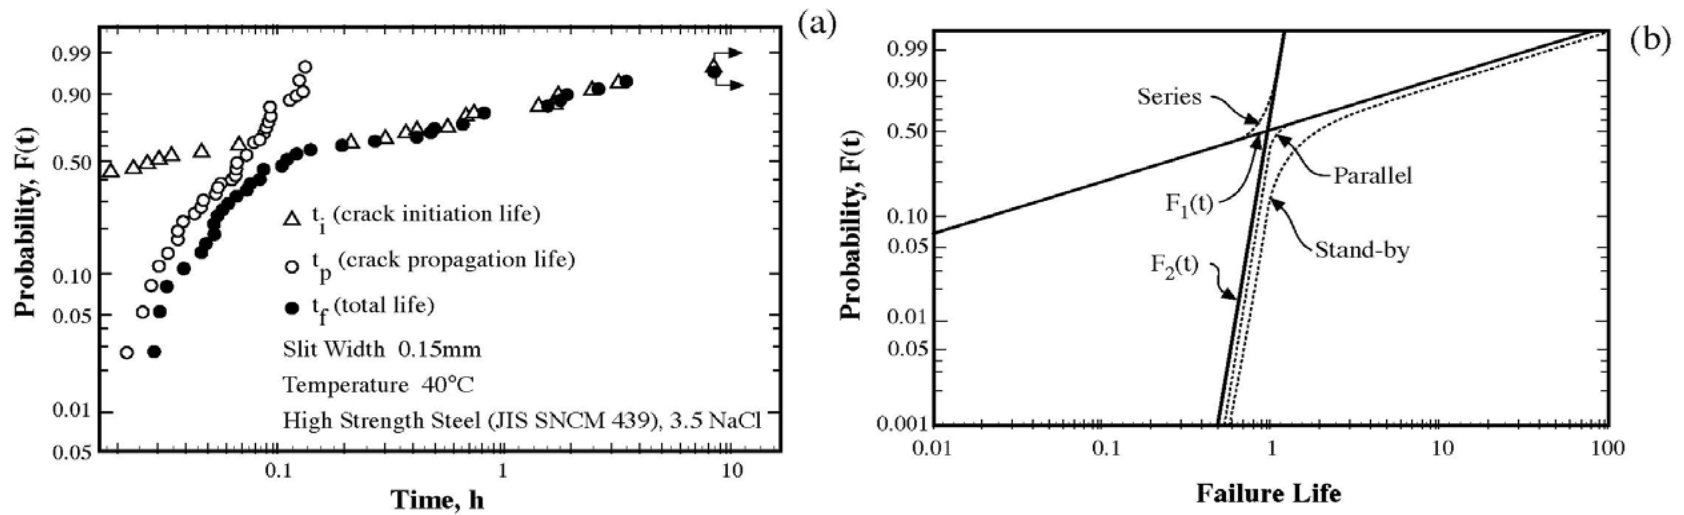 (a)
Probability, F(t)
0.99
0.90
0.50
0.10
0.05
0.01
0.05
0.1
1
10
Time, h
t_i (crack initiation life)
t_p (crack propagation life)
t_f (total life)
Slit Width 0.15mm
Temperature 40°C
High Strength Steel (JIS SNCM 439), 3.5 NaCl
(b)
Probability, F(t)
0.99
0.90
0.50
0.10
0.05
0.01
0.05
0.001
0.01
0.1
1
10
100
Failure Life
Series
Parallel
F₁(t)
Stand-by
F₂(t)